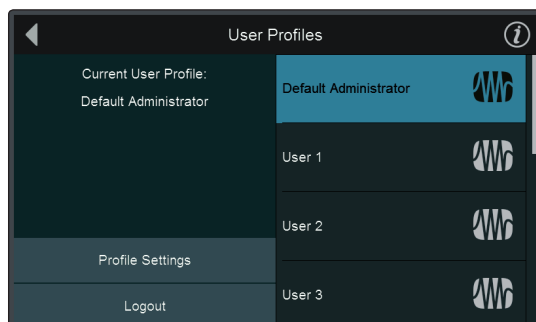 User Profiles
Current User Profile:
Default Administrator
Profile Settings
Logout
Default Administrator
User 1
User 2
User 3